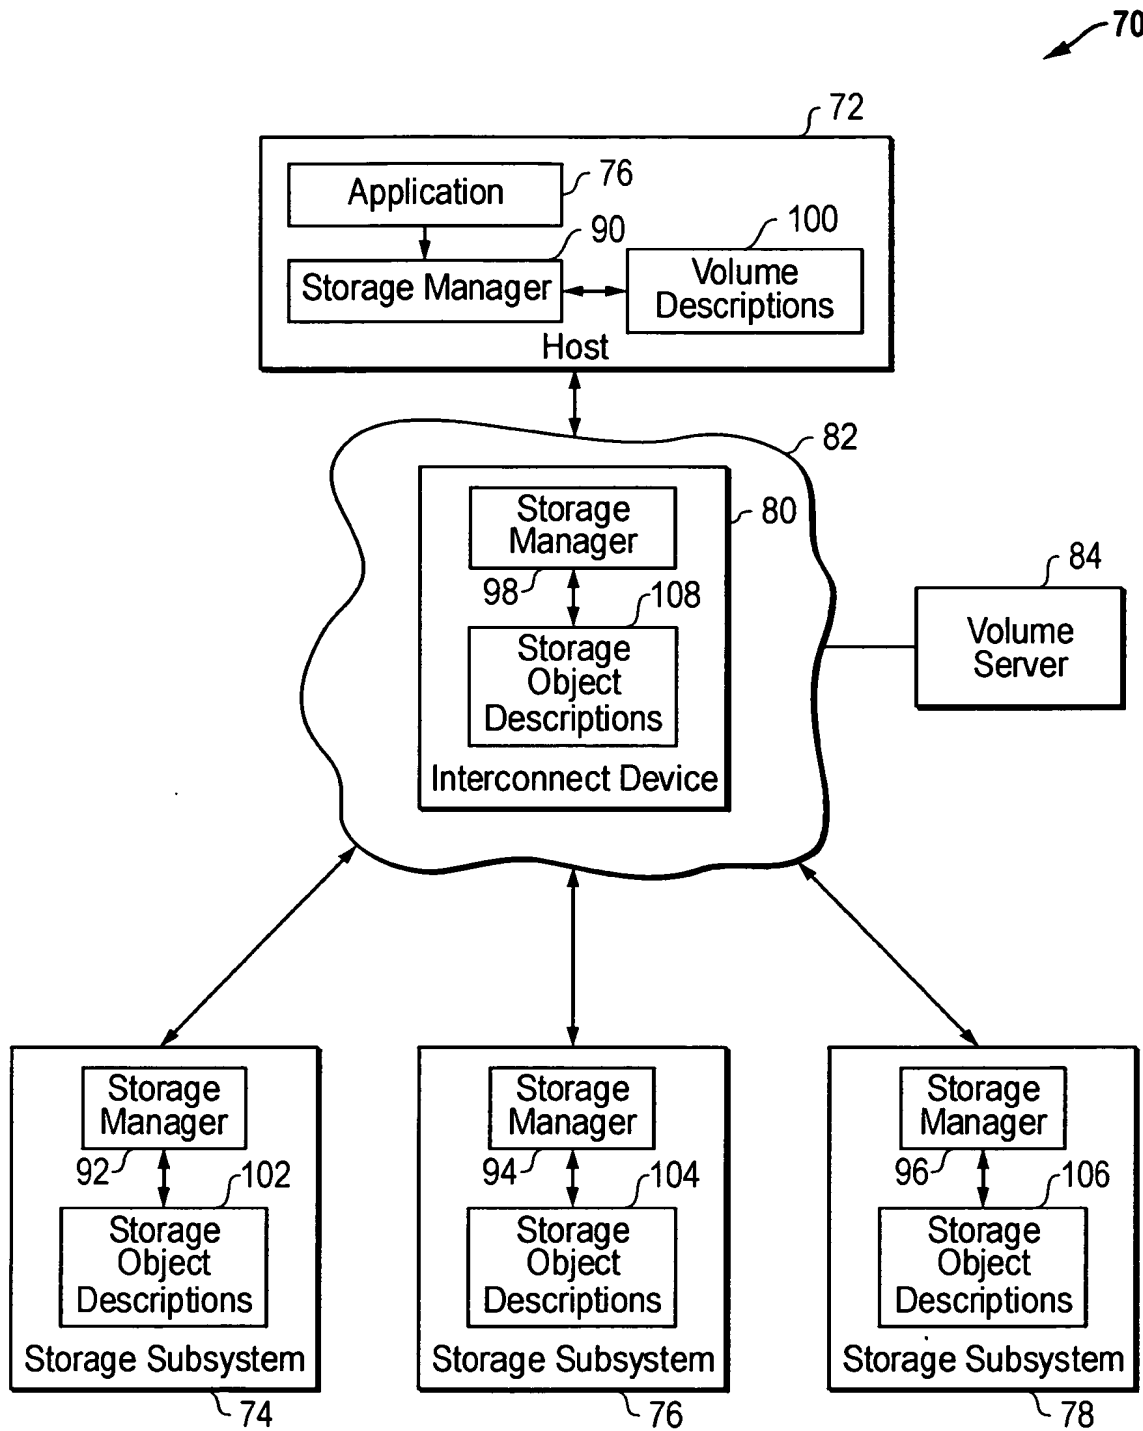 70
72
Application
76
90
100
Storage Manager
Volume
Descriptions
Host
82
Storage
Manager
80
98
108
Storage
Object
Descriptions
Interconnect Device
84
Volume
Server
Storage
Manager
92
102
Storage
Object
Descriptions
Storage Subsystem
74
Storage
Manager
94
104
Storage
Object
Descriptions
Storage Subsystem
76
Storage
Manager
96
106
Storage
Object
Descriptions
Storage Subsystem
78